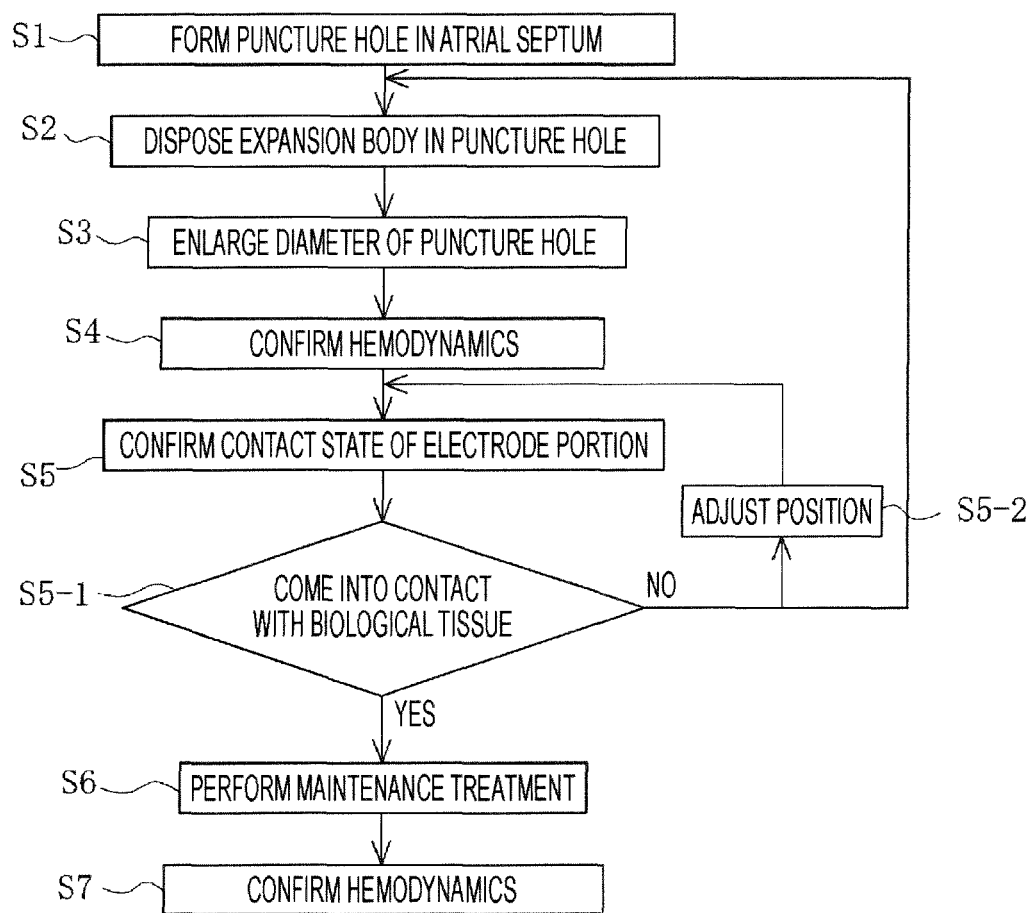 S1
FORM PUNCTURE HOLE IN ATRIAL SEPTUM
S2
DISPOSE EXPANSION BODY IN PUNCTURE HOLE
S3
ENLARGE DIAMETER OF PUNCTURE HOLE
S4
CONFIRM HEMODYNAMICS
CONFIRM CONTACT STATE OF ELECTRODE PORTION
S5
ADJUST POSITION
S5-2
S5-1
COME INTO CONTACT
WITH BIOLOGICAL TISSUE
NO
YES
S6
PERFORM MAINTENANCE TREATMENT
S7
CONFIRM HEMODYNAMICS